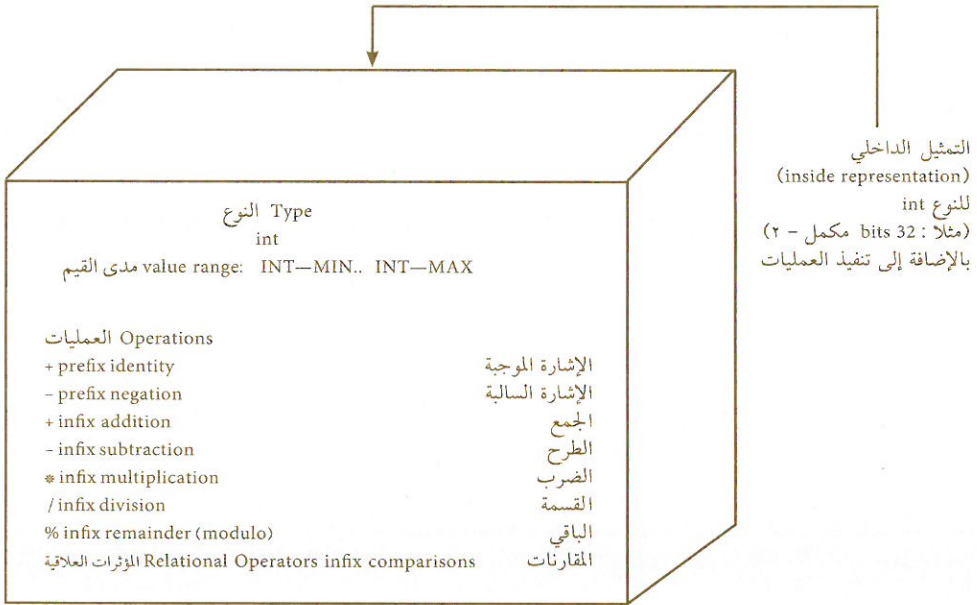 التمثيل الداخلي
(inside representation)
للنوع int
(مثلا : 32 bits مكمل – ٢)
بالإضافة إلى تنفيذ العمليات
النوع Type
int
مدى القيم value range: INT—MIN.. INT—MAX
العمليات Operations
+ prefix identity الإشارة الموجبة
– prefix negation الإشارة السالبة
+ infix addition الجمع
– infix subtraction الطرح
* infix multiplication الضرب
/ infix division القسمة
% infix remainder (modulo) الباقي
المؤثرات العلاقية Relational Operators infix comparisons المقارنات